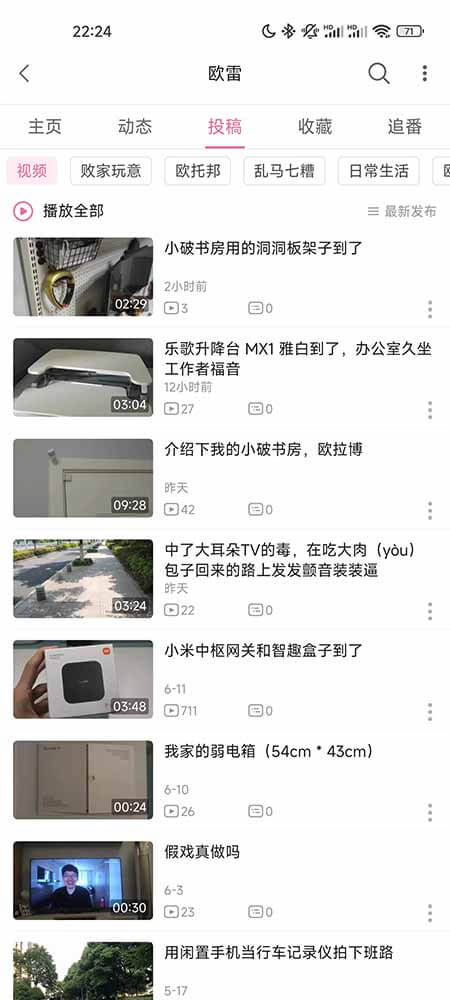 22:24
71
欧雷
主页 动态 投稿 收藏 追番
视频 败家玩意 欧托邦 乱马七糟 日常生活
播放全部 最新发布
小破书房用的洞洞板架子到了
2小时前
02:29 3 0
乐歌升降台 MX1 雅白到了，办公室久坐
工作者福音
12小时前
03:04 27 0
介绍下我的小破书房，欧拉博
昨天
09:28 42 0
中了大耳朵TV的毒，在吃大肉（yòu）
包子回来的路上发发颤音装装逼
昨天
03:24 22 0
小米中枢网关和智趣盒子到了
6-11
03:48 711 0
我家的弱电箱（54cm * 43cm）
6-10
00:24 26 0
假戏真做吗
6-3
00:30 23 0
用闲置手机当行车记录仪拍下班路
5-17